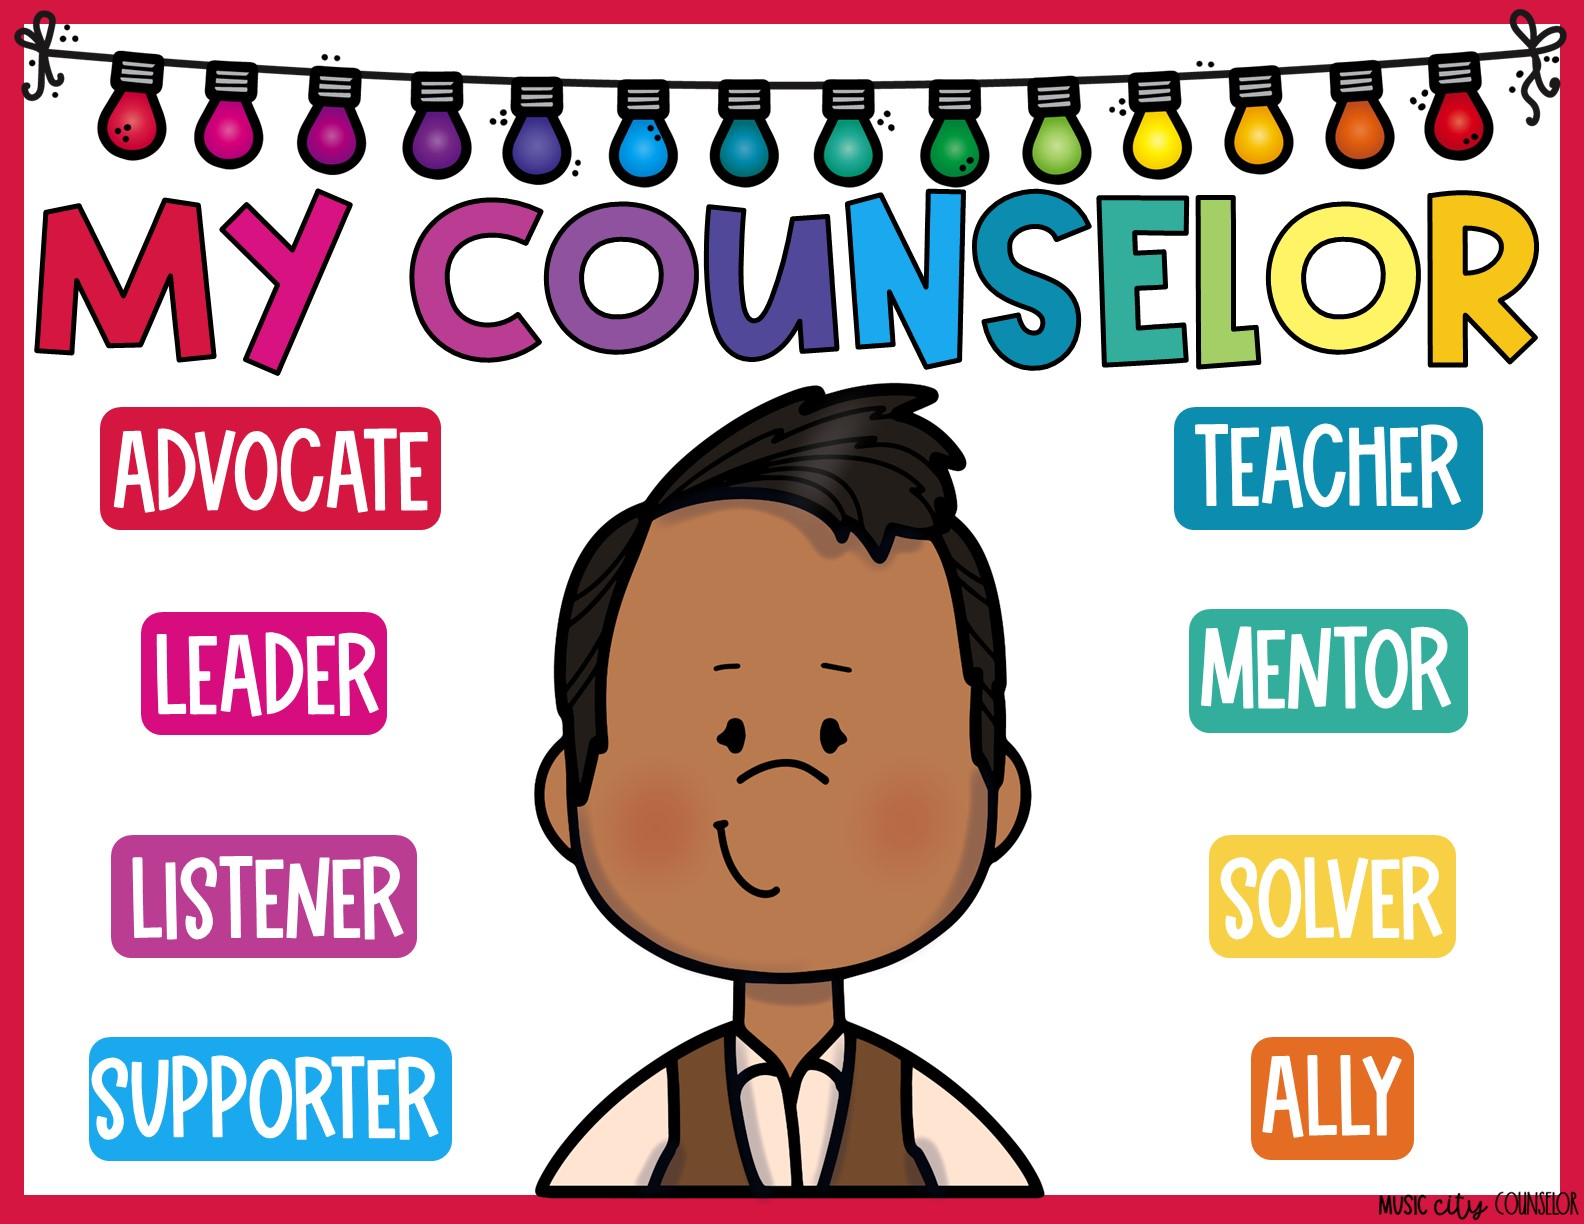 MY COUNSELOR
ADVOCATE
TEACHER
LEADER
MENTOR
LISTENER
SOLVER
SUPPORTER
ALLY
MUSIC city COUNSELOR